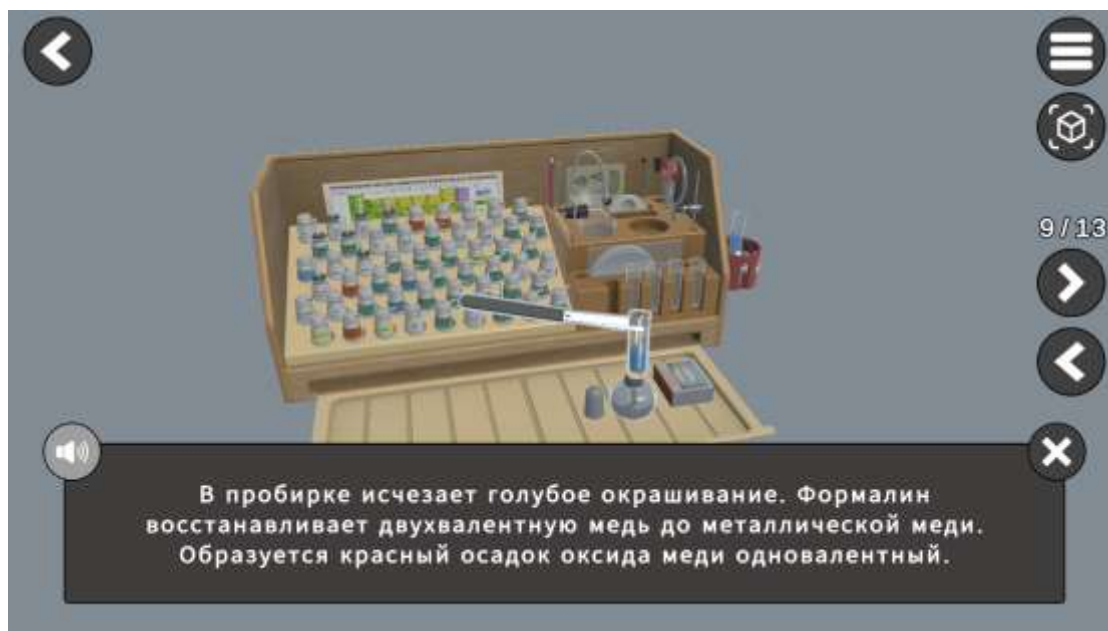 9 / 13
В пробирке исчезает голубое окрашивание. Формалин
восстанавливает двухвалентную медь до металлической меди.
Образуется красный осадок оксида меди одновалентный.